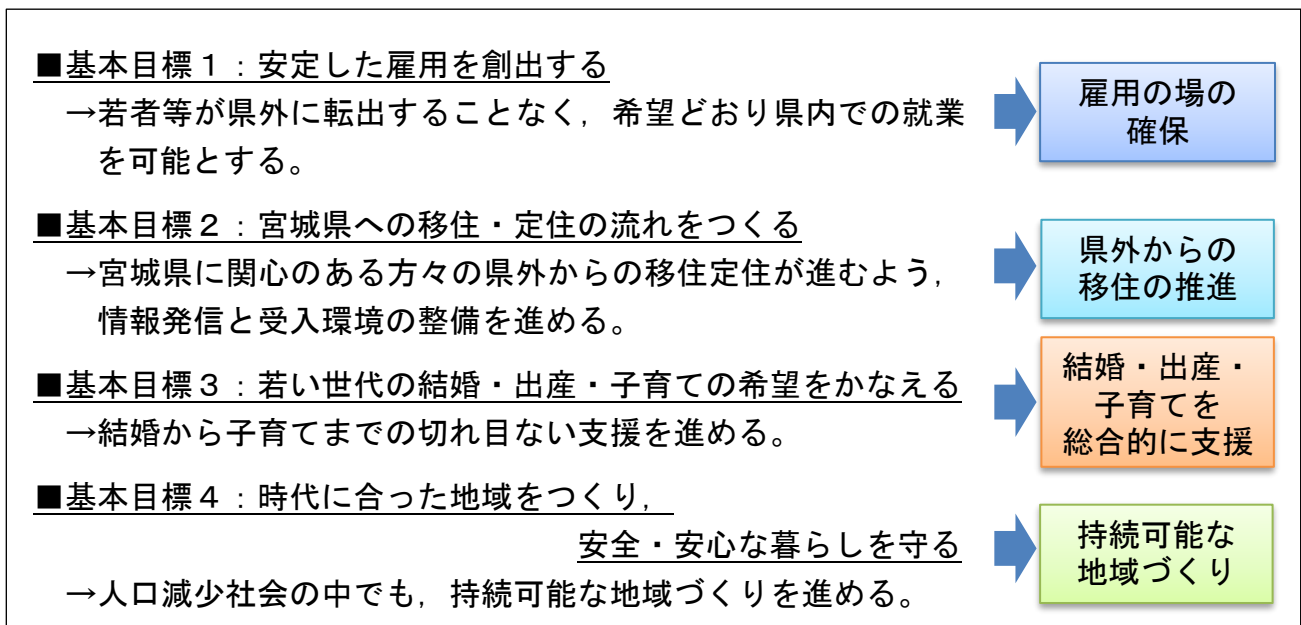 ■基本目標１：安定した雇用を創出する
→若者等が県外に転出することなく，希望どおり県内での就業
を可能とする。
雇用の場の
確保
■基本目標２：宮城県への移住・定住の流れをつくる
→宮城県に関心のある方々の県外からの移住定住が進むよう，
情報発信と受入環境の整備を進める。
県外からの
移住の推進
■基本目標３：若い世代の結婚・出産・子育ての希望をかなえる
→結婚から子育てまでの切れ目ない支援を進める。
結婚・出産・
子育てを
総合的に支援
■基本目標４：時代に合った地域をつくり，
安全・安心な暮らしを守る
→人口減少社会の中でも，持続可能な地域づくりを進める。
持続可能な
地域づくり